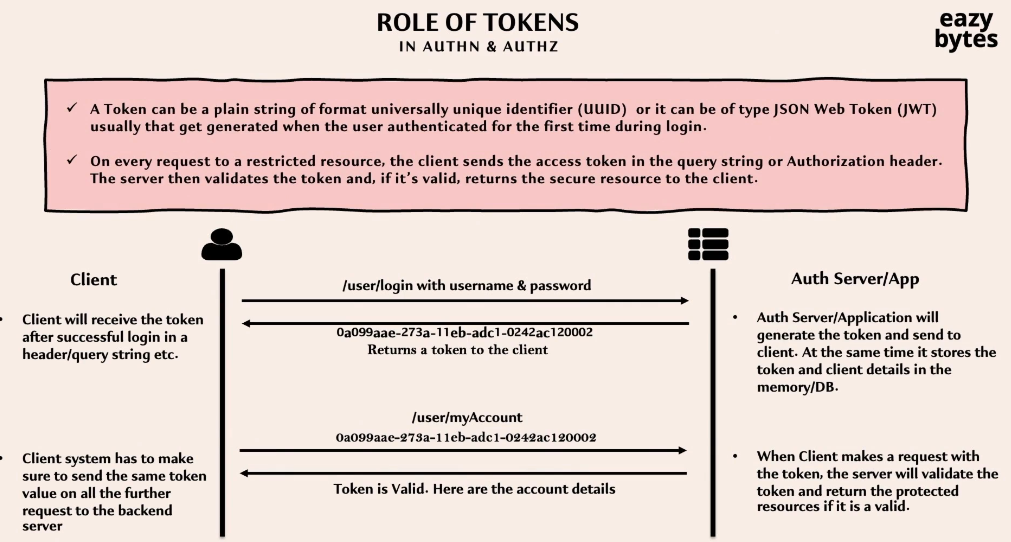 ROLE OF TOKENS
IN AUTHN & AUTHZ
eazy
bytes
✓ A Token can be a plain string of format universally unique identifier (UUID) or it can be of type JSON Web Token (JWT)
usually that get generated when the user authenticated for the first time during login.
✓ On every request to a restricted resource, the client sends the access token in the query string or Authorization header.
The server then validates the token and, if it's valid, returns the secure resource to the client.
Client
• Client will receive the token
after successful login in a
header/query string etc.
• Client system has to make
sure to send the same token
value on all the further
request to the backend
server
/user/login with username & password
0a099aae-273a-11eb-adc1-0242ac120002
Returns a token to the client
/user/myAccount
0a099aae-273a-11eb-adc1-0242ac120002
Token is Valid. Here are the account details
Auth Server/App
• Auth Server/Application will
generate the token and send to
client. At the same time it stores the
token and client details in the
memory/DB.
• When Client makes a request with
the token, the server will validate the
token and return the protected
resources if it is a valid.